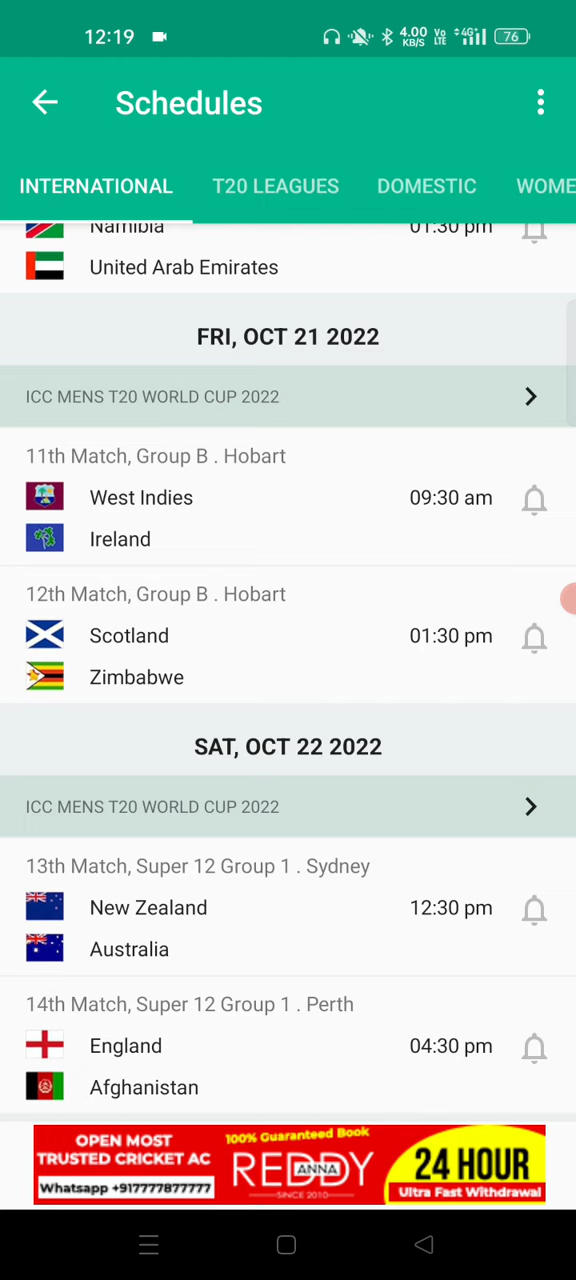 12:19 4.00 KB/S Vo LTE 4G 76
Schedules
INTERNATIONAL T20 LEAGUES DOMESTIC WOME
Namibia 01:30 pm
United Arab Emirates
FRI, OCT 21 2022
ICC MENS T20 WORLD CUP 2022
11th Match, Group B . Hobart
West Indies 09:30 am
Ireland
12th Match, Group B . Hobart
Scotland 01:30 pm
Zimbabwe
SAT, OCT 22 2022
ICC MENS T20 WORLD CUP 2022
13th Match, Super 12 Group 1 . Sydney
New Zealand 12:30 pm
Australia
14th Match, Super 12 Group 1 . Perth
England 04:30 pm
Afghanistan
OPEN MOST
TRUSTED CRICKET AC
Whatsapp +917777877777
100% Guaranteed Book
REDDY
ANNA
SINCE 2010
24 HOUR
Ultra Fast Withdrawal